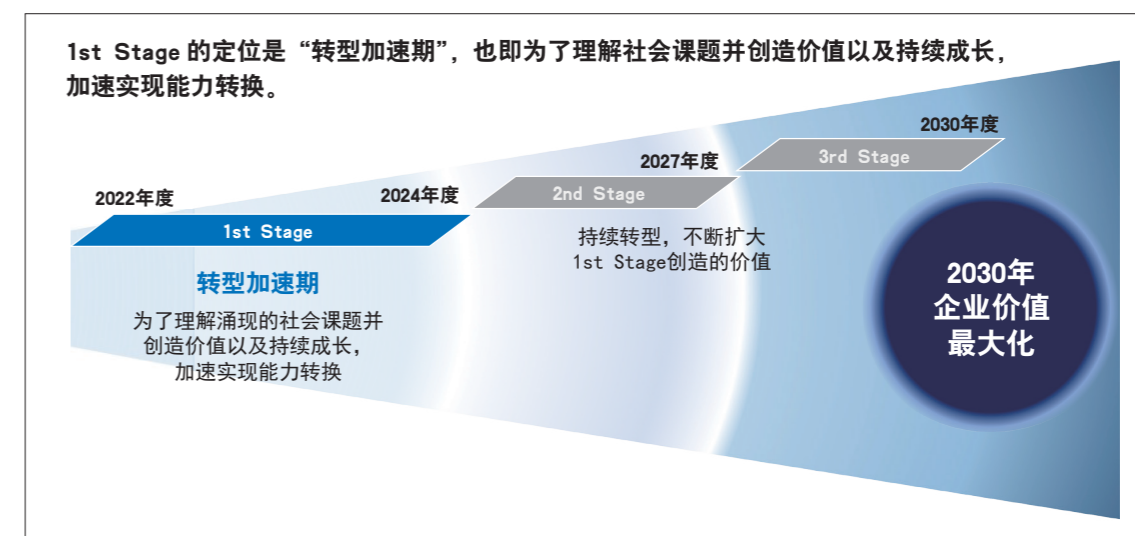 1st Stage 的定位是“转型加速期”，也即为了理解社会课题并创造价值以及持续成长，
加速实现能力转换。
2030年度
3rd Stage
2027年度
2nd Stage
2022年度
2024年度
1st Stage
持续转型，不断扩大
1st Stage创造的价值
转型加速期
为了理解涌现的社会课题并
创造价值以及持续成长，
加速实现能力转换
2030年
企业价值
最大化